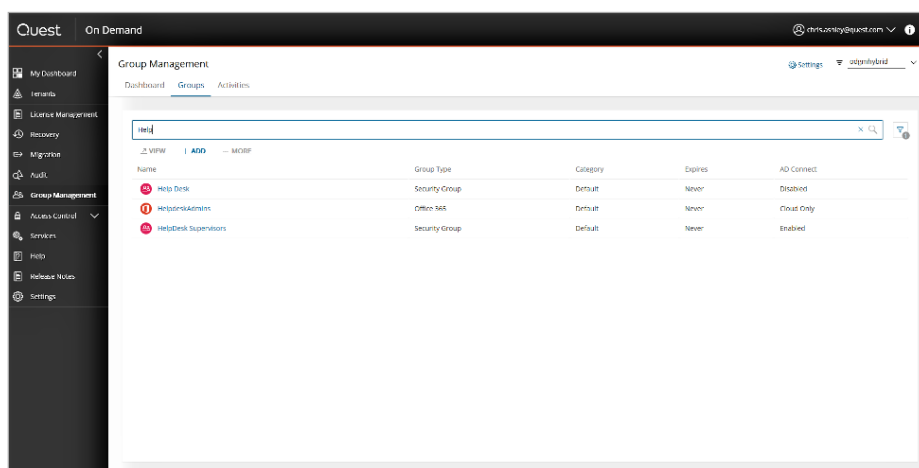 Quest On Demand
chris.ashley@quest.com
My Dashboard
Tenants
License Management
Recovery
Migration
Audit
Group Management
Access Control
Services
Help
Release Notes
Settings
Group Management
Settings
odgmhybrid
Dashboard Groups Activities
Help
VIEW ADD MORE
Name Group Type Category Expires AD Connect
Help Desk Security Group Default Never Disabled
HelpdeskAdmins Office 365 Default Never Cloud Only
HelpDesk Supervisors Security Group Default Never Enabled